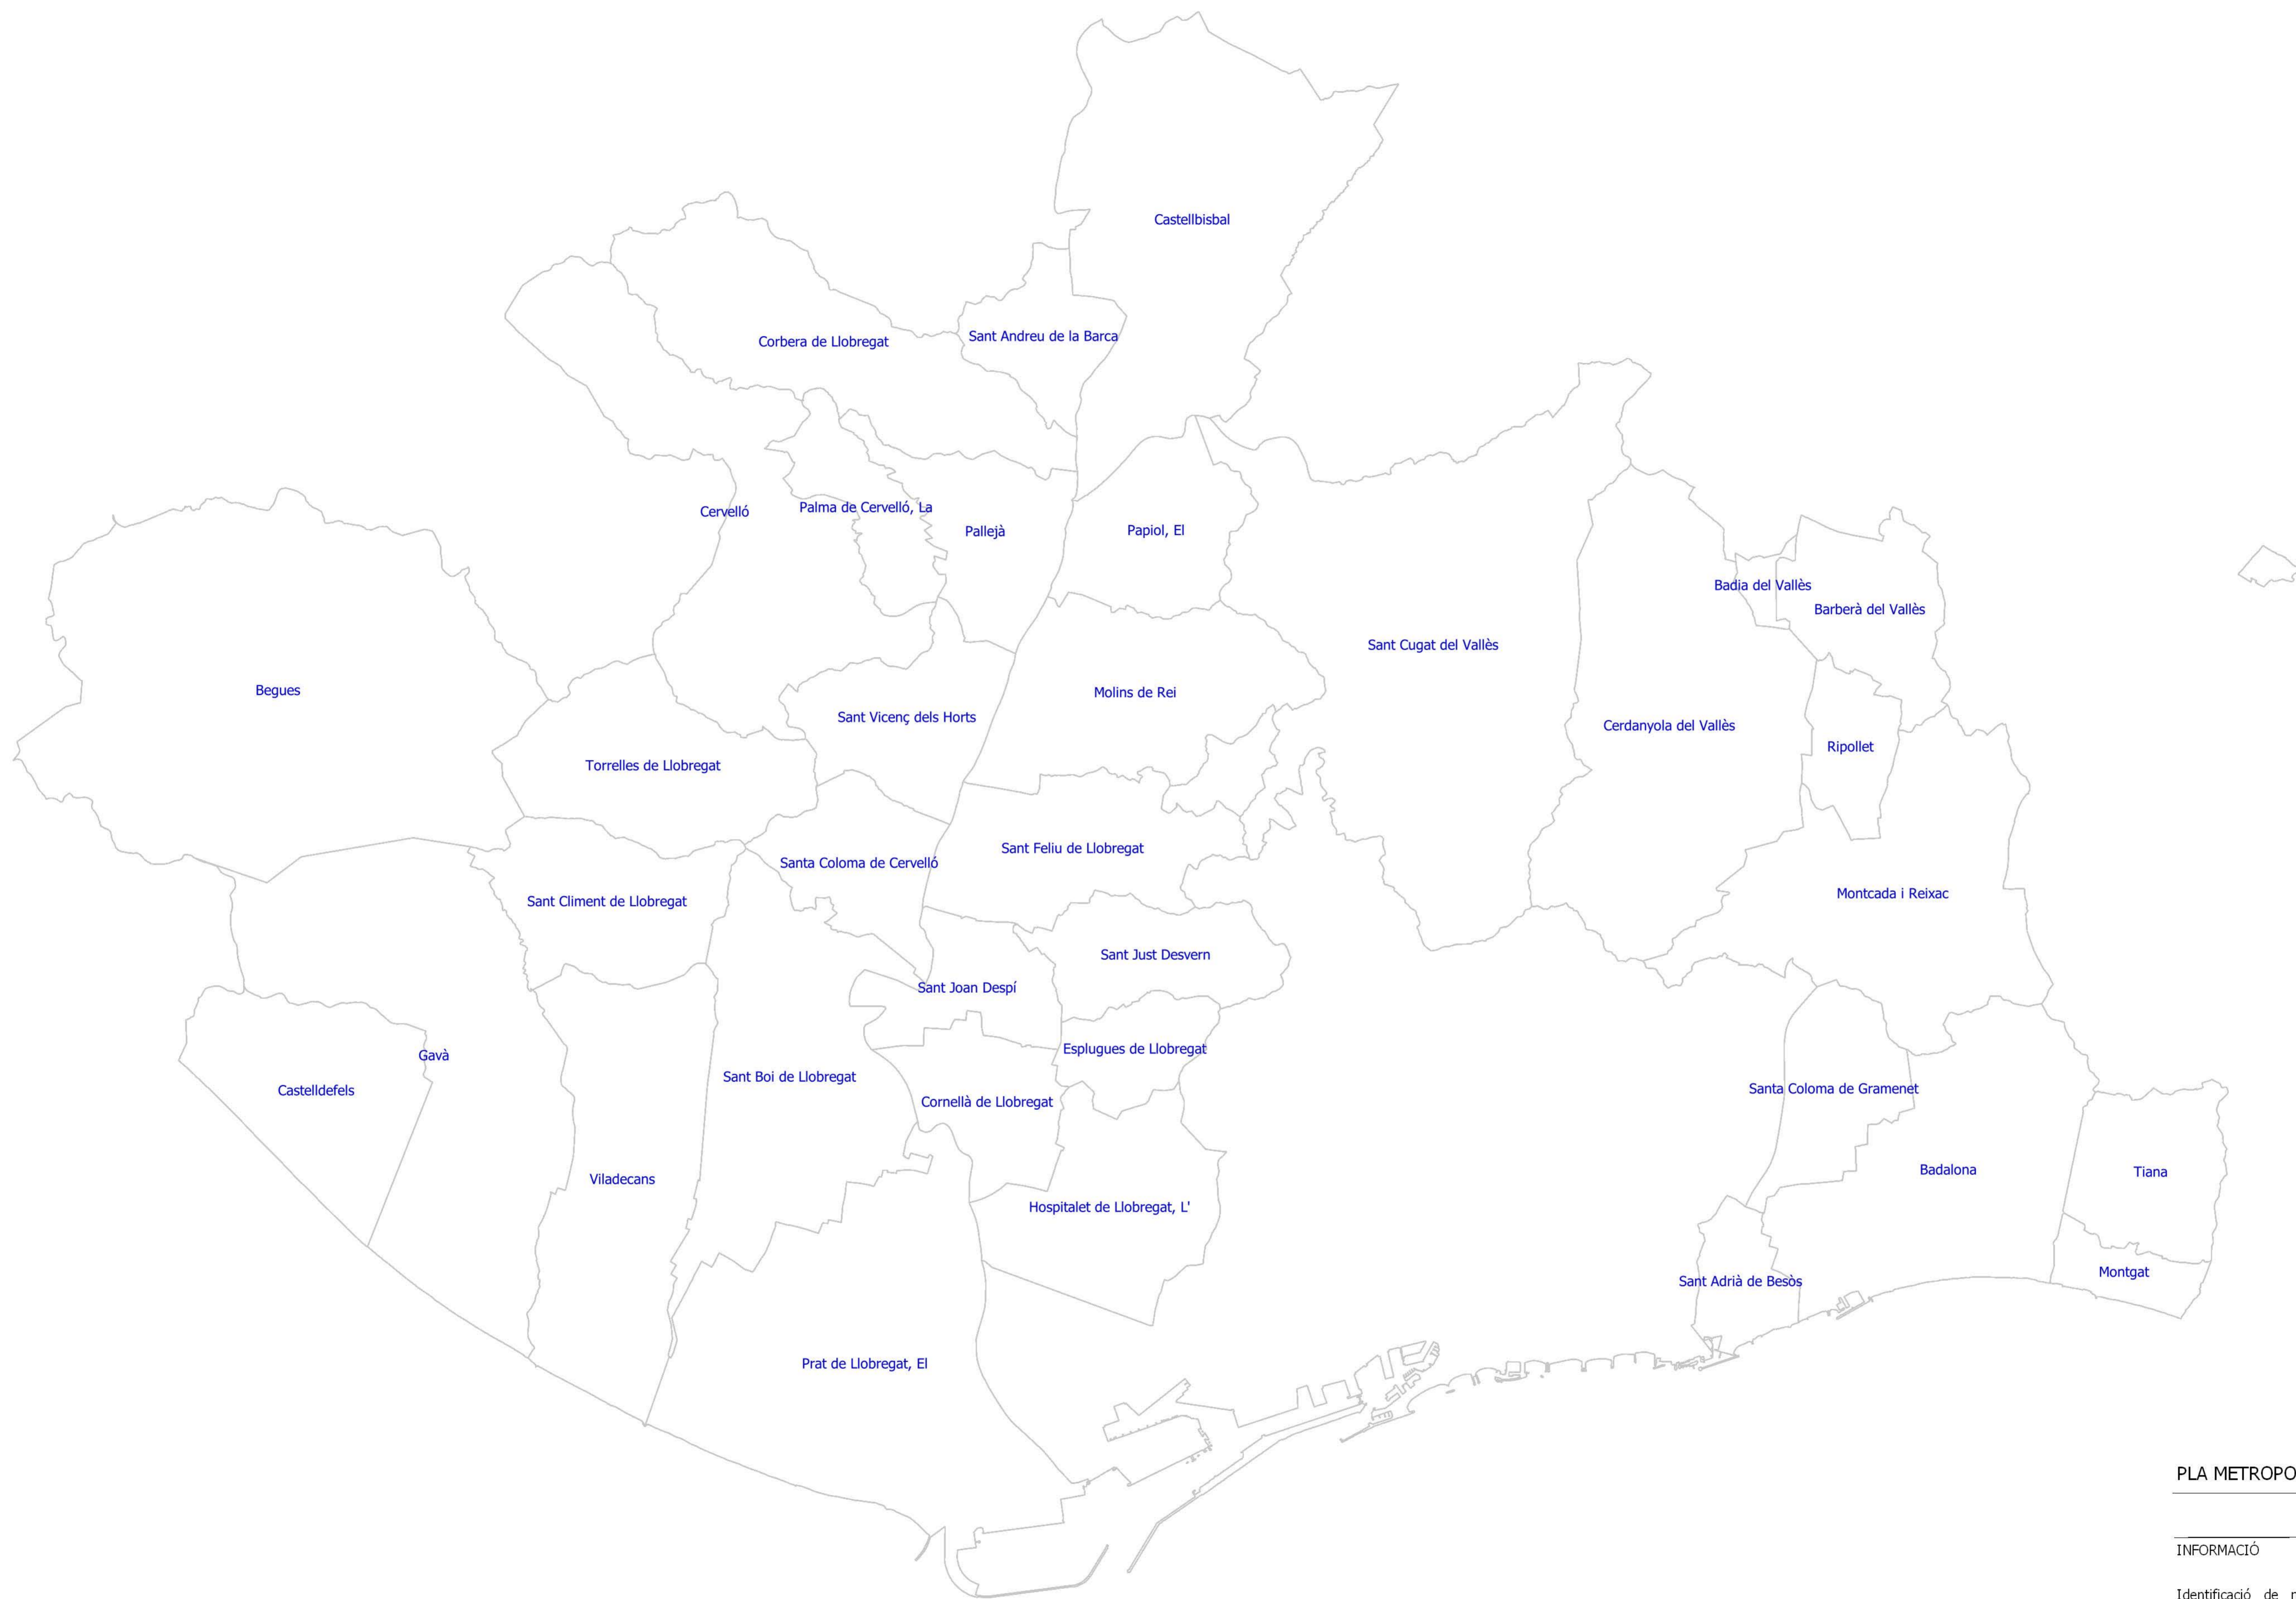 Castellbisbal
Sant Andreu de la Barca
Corbera de Llobregat
Palma de Cervelló, La
Cervelló
Pallejà
Papiol, El
Badia del Vallès
Barberà del Vallès
Sant Cugat del Vallès
Begues
Molins de Rei
Sant Vicenç dels Horts
Cerdanyola del Vallès
Ripollet
Torrelles de Llobregat
Sant Feliu de Llobregat
Santa Coloma de Cervelló
Montcada i Reixac
Sant Climent de Llobregat
Sant Just Desvern
Sant Joan Despí
Esplugues de Llobregat
Gavà
Sant Boi de Llobregat
Santa Coloma de Gramenet
Castelldefels
Cornellà de Llobregat
Badalona
Tiana
Viladecans
Hospitalet de Llobregat, L'
Montgat
Sant Adrià de Besòs
Prat de Llobregat, El
PLA METROPO
INFORMACIÓ
Identificació de